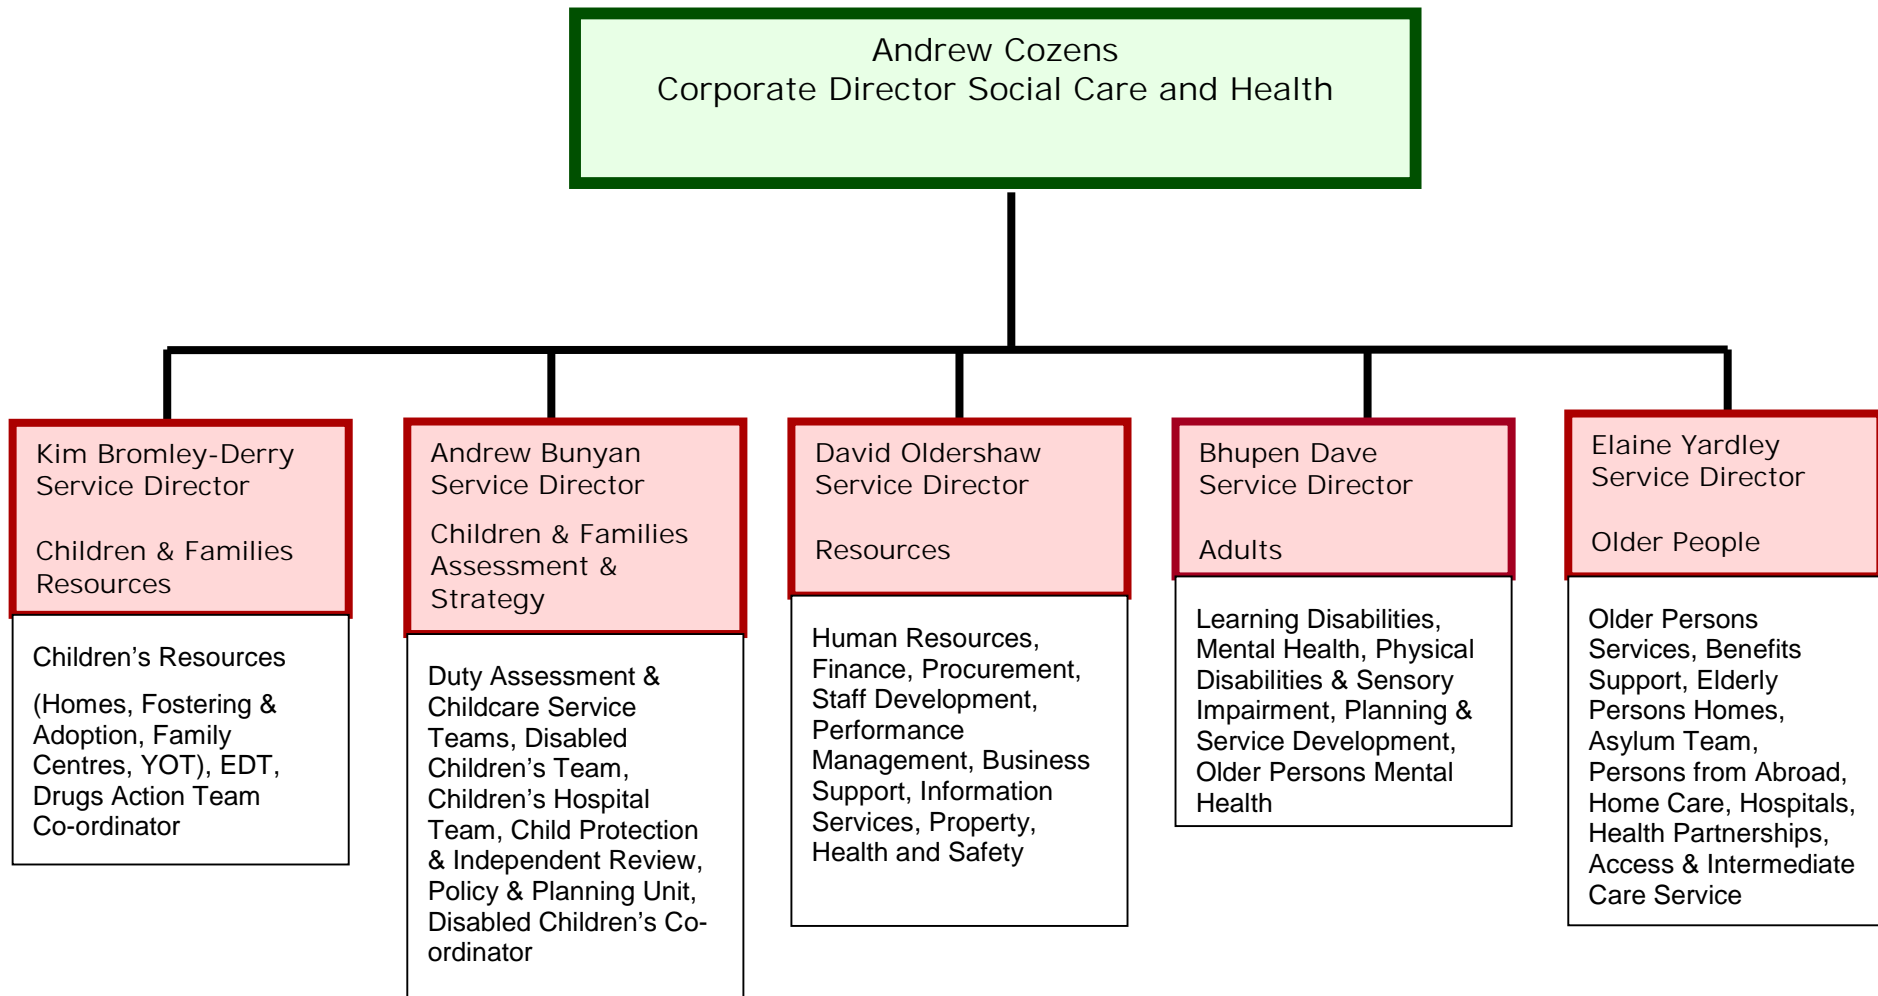 Andrew Cozens
Corporate Director Social Care and Health
Kim Bromley-Derry
Service Director
Children & Families
Resources
Children’s Resources
(Homes, Fostering &
Adoption, Family
Centres, YOT), EDT,
Drugs Action Team
Co-ordinator
Andrew Bunyan
Service Director
Children & Families
Assessment &
Strategy
Duty Assessment &
Childcare Service
Teams, Disabled
Children’s Team,
Children’s Hospital
Team, Child Protection
& Independent Review,
Policy & Planning Unit,
Disabled Children’s Co-
ordinator
David Oldershaw
Service Director
Resources
Human Resources,
Finance, Procurement,
Staff Development,
Performance
Management, Business
Support, Information
Services, Property,
Health and Safety
Bhupen Dave
Service Director
Adults
Learning Disabilities,
Mental Health, Physical
Disabilities & Sensory
Impairment, Planning &
Service Development,
Older Persons Mental
Health
Elaine Yardley
Service Director
Older People
Older Persons
Services, Benefits
Support, Elderly
Persons Homes,
Asylum Team,
Persons from Abroad,
Home Care, Hospitals,
Health Partnerships,
Access & Intermediate
Care Service